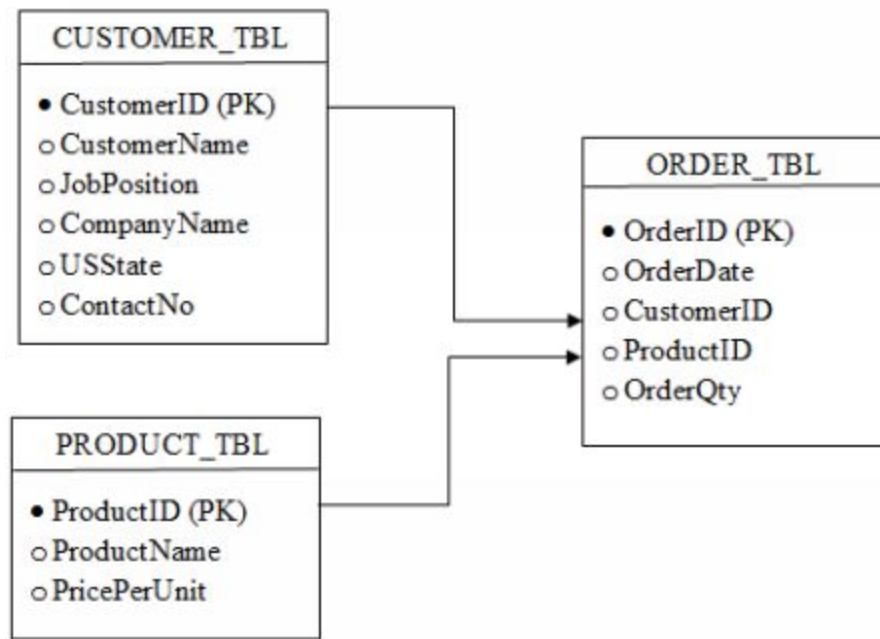 CUSTOMER_TBL
CustomerID (PK)
CustomerName
JobPosition
CompanyName
USState
ContactNo
ORDER_TBL
OrderID (PK)
OrderDate
CustomerID
ProductID
OrderQty
PRODUCT_TBL
ProductID (PK)
ProductName
PricePerUnit